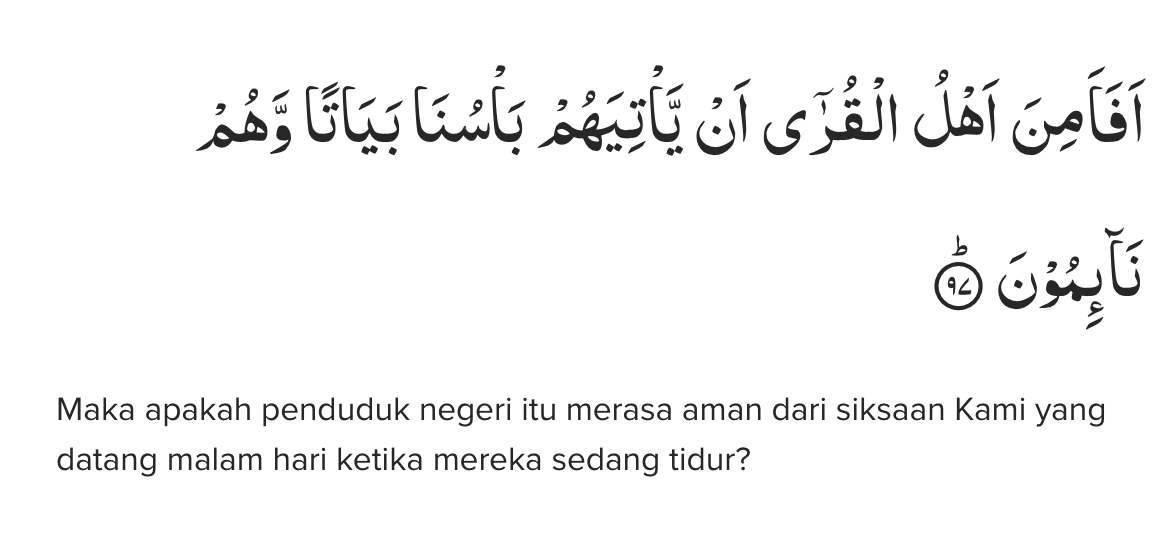 اَفَاَمِنَ اَهْلُ الْقُرٰٓى اَنْ يَّأْتِيَهُمْ بَأْسُنَا بَيَاتًا وَّهُمْ
نَاۤىِٕمُوْنَ ۗ ٩٧
Maka apakah penduduk negeri itu merasa aman dari siksaan Kami yang
datang malam hari ketika mereka sedang tidur?